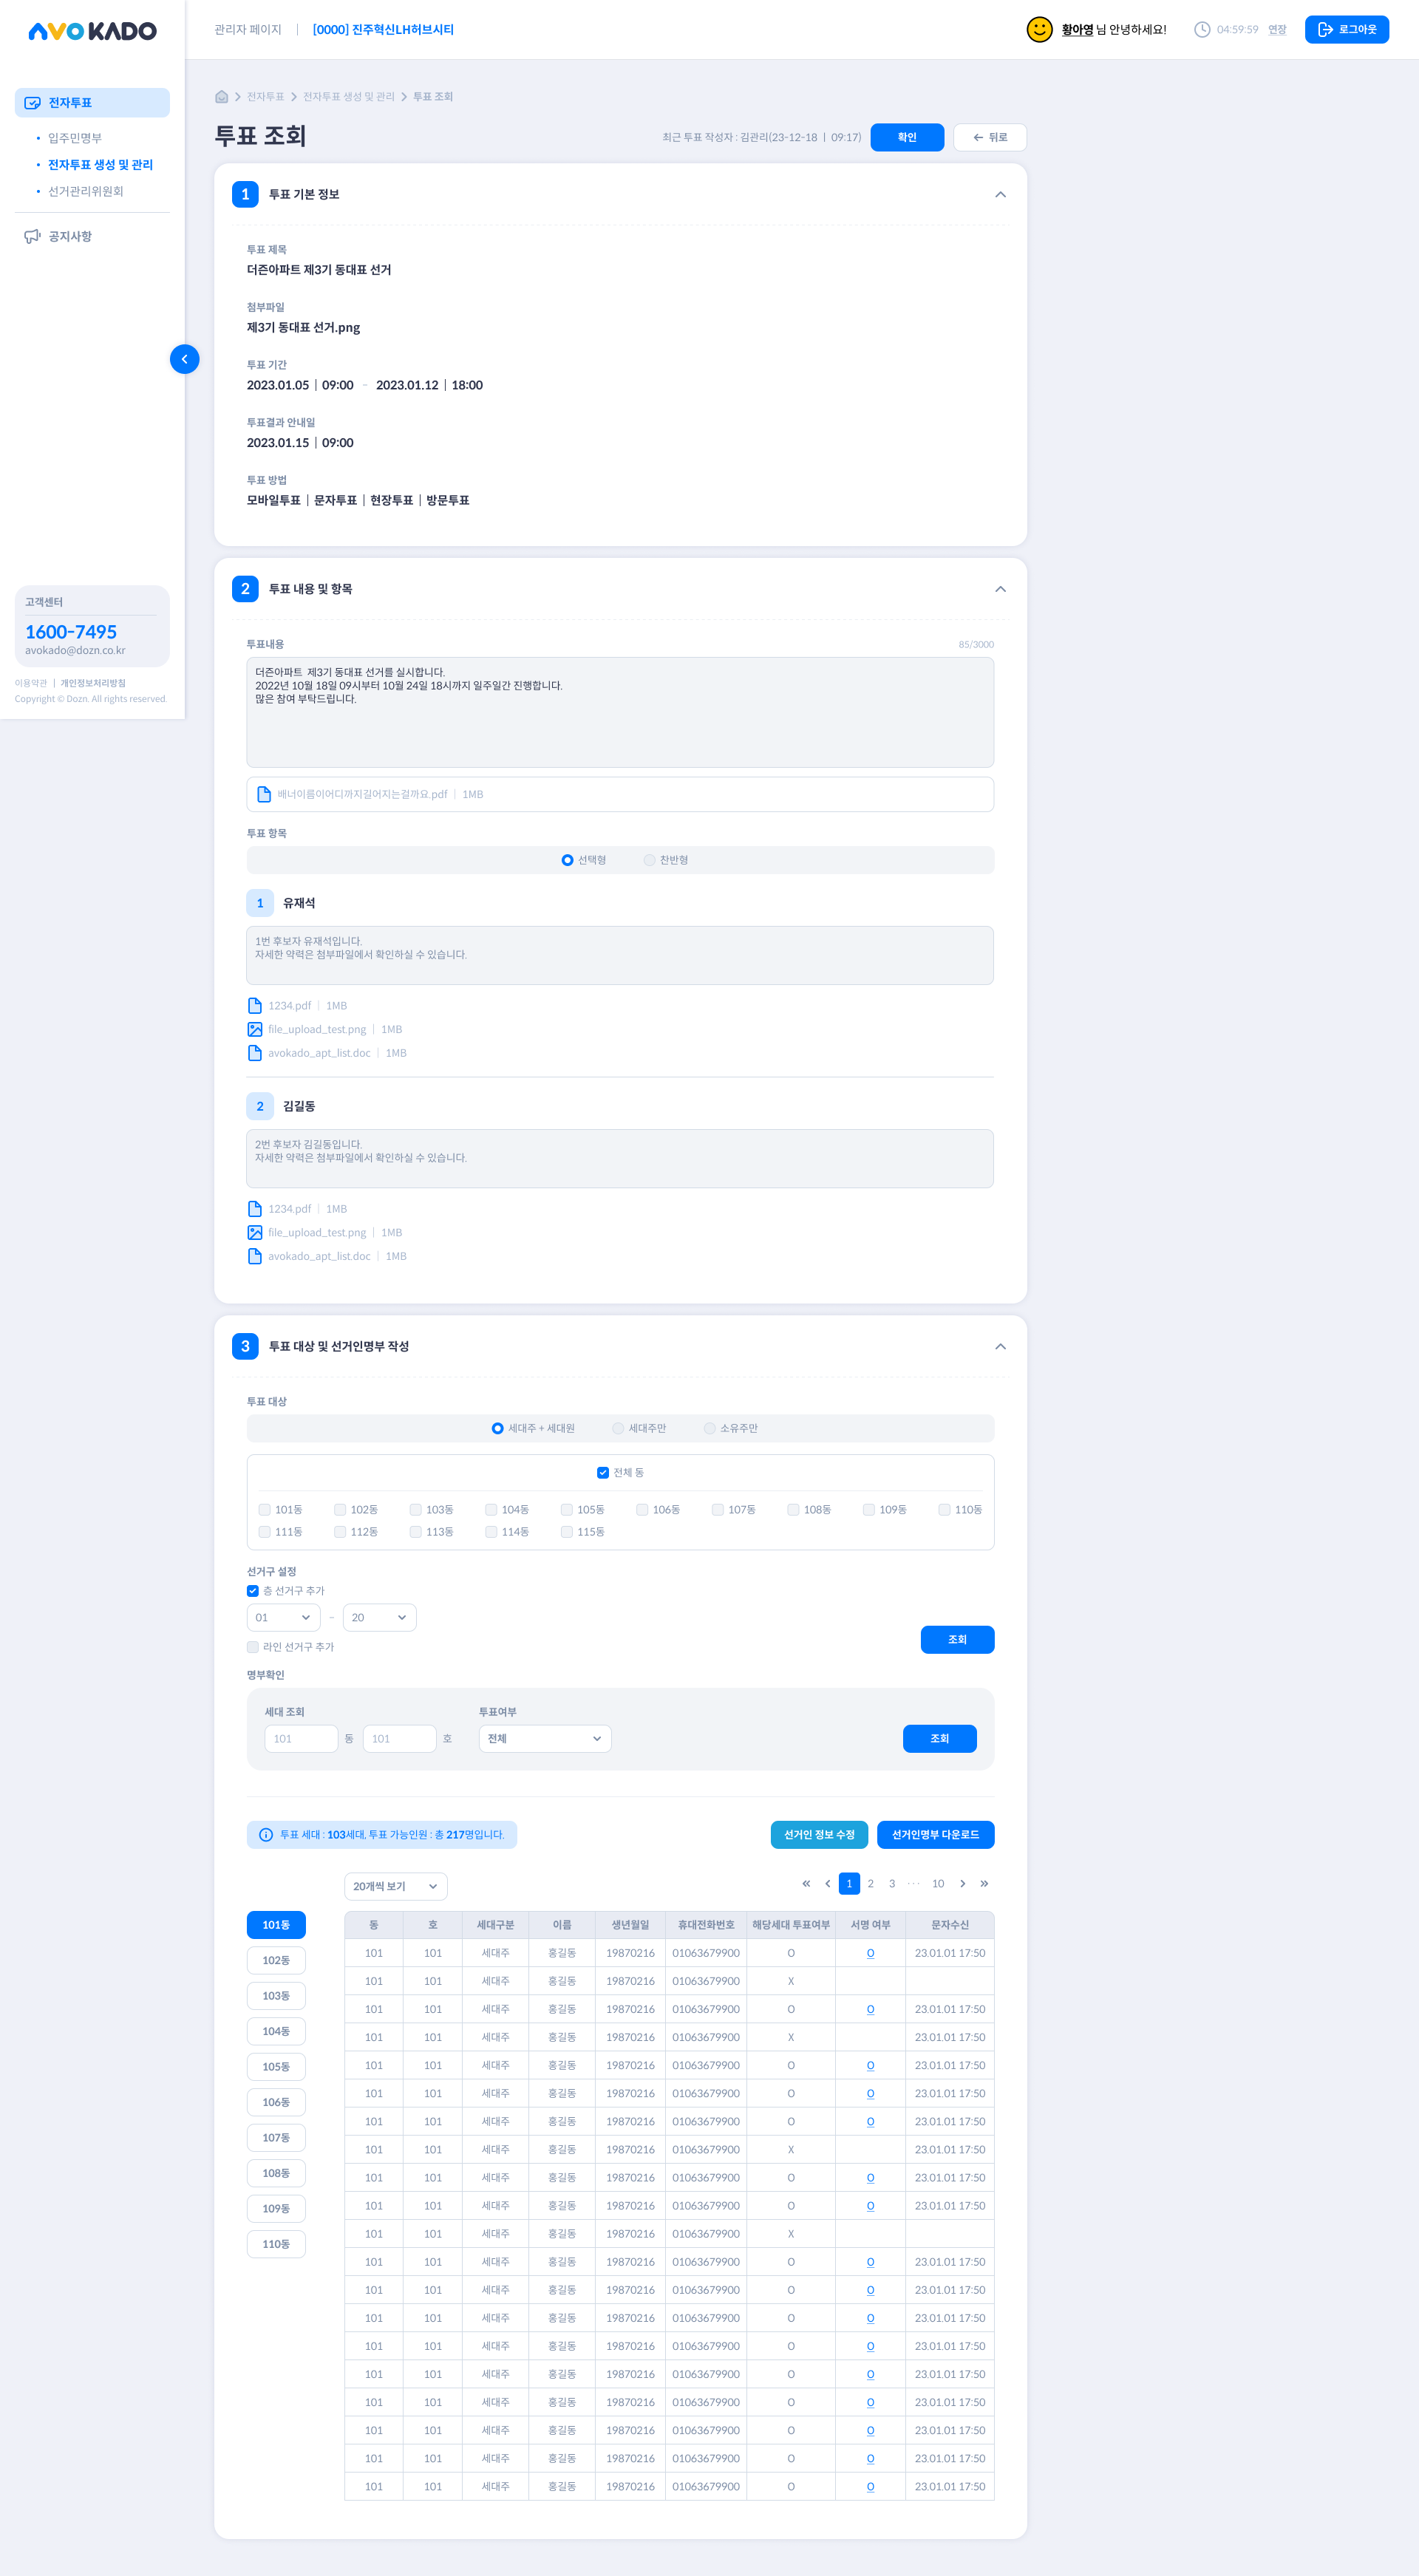 AVOKADO
관리자 페이지 | [0000] 진주혁신LH허브시티
황아영 님 안녕하세요! 04:59:59 연장 로그아웃
전자투표
입주민명부
전자투표 생성 및 관리
선거관리위원회
공지사항
고객센터
1600-7495
avokado@dozn.co.kr
이용약관 | 개인정보처리방침
Copyright © Dozn. All rights reserved.
전자투표 전자투표 생성 및 관리 투표 조회
투표 조회
최근 투표 작성자 : 김관리(23-12-18 | 09:17) 확인 뒤로
1 투표 기본 정보
투표 제목
더즌아파트 제3기 동대표 선거
첨부파일
제3기 동대표 선거.png
투표 기간
2023.01.05 | 09:00 - 2023.01.12 | 18:00
투표결과 안내일
2023.01.15 | 09:00
투표 방법
모바일투표 | 문자투표 | 현장투표 | 방문투표
2 투표 내용 및 항목
투표내용 85/3000
더즌아파트 제3기 동대표 선거를 실시합니다.
2022년 10월 18일 09시부터 10월 24일 18시까지 일주일간 진행합니다.
많은 참여 부탁드립니다.
배너이름이어디까지길어지는걸까요.pdf | 1MB
투표 항목
선택형 찬반형
1 유재석
1번 후보자 유재석입니다.
자세한 약력은 첨부파일에서 확인하실 수 있습니다.
1234.pdf | 1MB
file_upload_test.png | 1MB
avokado_apt_list.doc | 1MB
2 김길동
2번 후보자 김길동입니다.
자세한 약력은 첨부파일에서 확인하실 수 있습니다.
1234.pdf | 1MB
file_upload_test.png | 1MB
avokado_apt_list.doc | 1MB
3 투표 대상 및 선거인명부 작성
투표 대상
세대주 + 세대원 세대주만 소유주만
전체 동
101동 102동 103동 104동 105동 106동 107동 108동 109동 110동
111동 112동 113동 114동 115동
선거구 설정
층 선거구 추가
01 - 20
라인 선거구 추가
조회
명부확인
세대 조회 투표여부
101 동 101 호 전체 조회
투표 세대 : 103세대, 투표 가능인원 : 총 217명입니다. 선거인 정보 수정 선거인명부 다운로드
20개씩 보기 « ‹ 1 2 3 ··· 10 › »
101동
102동
103동
104동
105동
106동
107동
108동
109동
110동
동 호 세대구분 이름 생년월일 휴대전화번호 해당세대 투표여부 서명 여부 문자수신
101 101 세대주 홍길동 19870216 01063679900 O O 23.01.01 17:50
101 101 세대주 홍길동 19870216 01063679900 X
101 101 세대주 홍길동 19870216 01063679900 O O 23.01.01 17:50
101 101 세대주 홍길동 19870216 01063679900 X 23.01.01 17:50
101 101 세대주 홍길동 19870216 01063679900 O O 23.01.01 17:50
101 101 세대주 홍길동 19870216 01063679900 O O 23.01.01 17:50
101 101 세대주 홍길동 19870216 01063679900 O O 23.01.01 17:50
101 101 세대주 홍길동 19870216 01063679900 X 23.01.01 17:50
101 101 세대주 홍길동 19870216 01063679900 O O 23.01.01 17:50
101 101 세대주 홍길동 19870216 01063679900 O O 23.01.01 17:50
101 101 세대주 홍길동 19870216 01063679900 X
101 101 세대주 홍길동 19870216 01063679900 O O 23.01.01 17:50
101 101 세대주 홍길동 19870216 01063679900 O O 23.01.01 17:50
101 101 세대주 홍길동 19870216 01063679900 O O 23.01.01 17:50
101 101 세대주 홍길동 19870216 01063679900 O O 23.01.01 17:50
101 101 세대주 홍길동 19870216 01063679900 O O 23.01.01 17:50
101 101 세대주 홍길동 19870216 01063679900 O O 23.01.01 17:50
101 101 세대주 홍길동 19870216 01063679900 O O 23.01.01 17:50
101 101 세대주 홍길동 19870216 01063679900 O O 23.01.01 17:50
101 101 세대주 홍길동 19870216 01063679900 O O 23.01.01 17:50